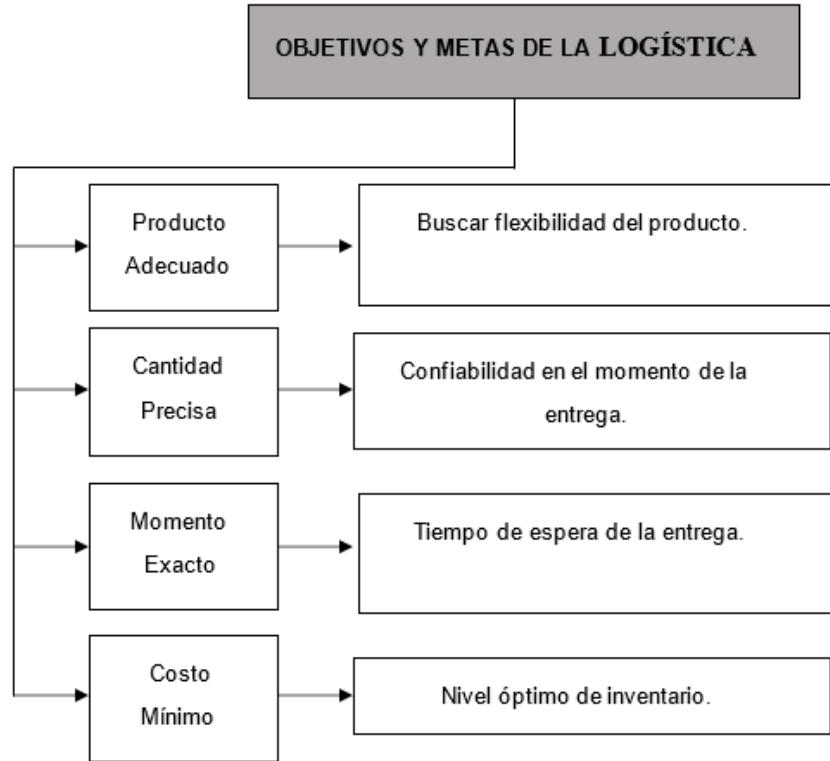 OBJETIVOS Y METAS DE LA LOGÍSTICA
Producto
Adecuado
Buscar flexibilidad del producto.
Cantidad
Precisa
Confiabilidad en el momento de la
entrega.
Momento
Exacto
Tiempo de espera de la entrega.
Costo
Mínimo
Nivel óptimo de inventario.